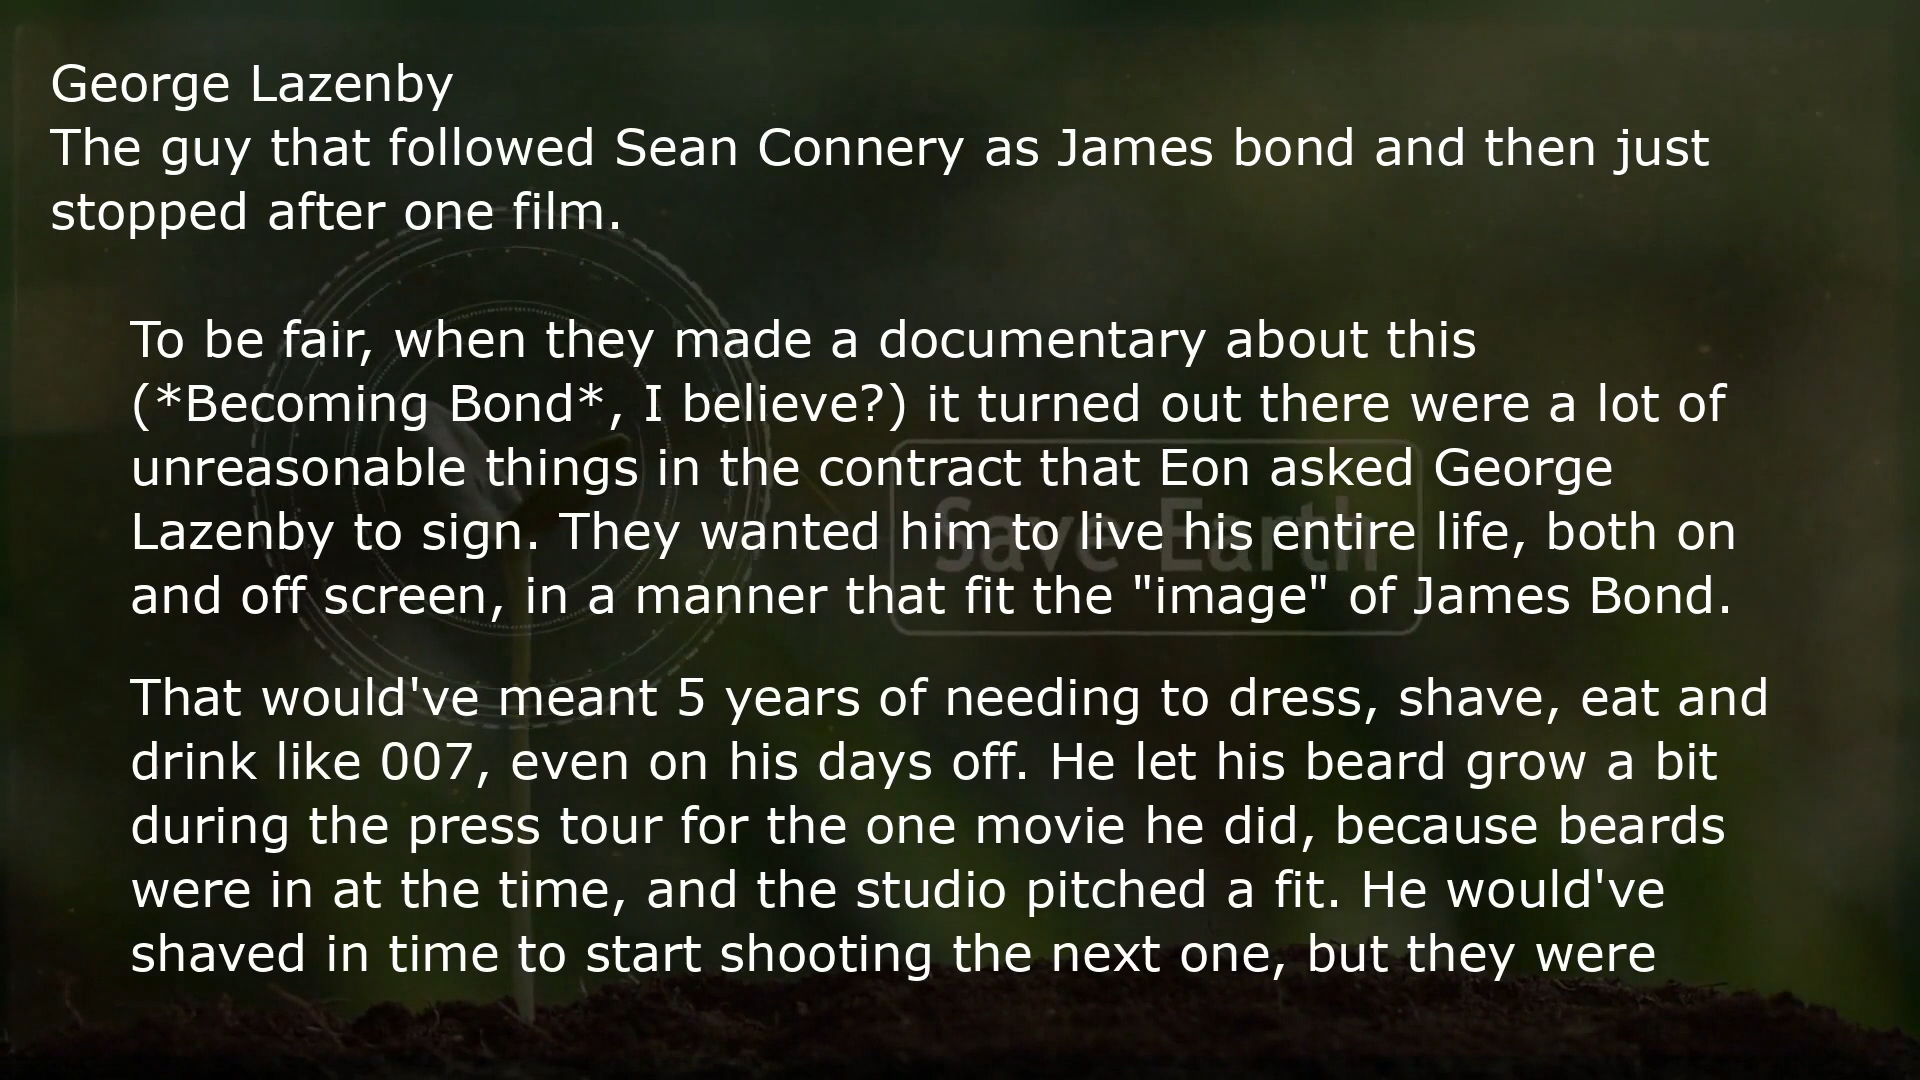 George Lazenby
The guy that followed Sean Connery as James bond and then just
stopped after one film.
To be fair, when they made a documentary about this
(*Becoming Bond*, I believe?) it turned out there were a lot of
unreasonable things in the contract that Eon asked George
Lazenby to sign. They wanted him to live his entire life, both on
and off screen, in a manner that fit the "image" of James Bond.
That would've meant 5 years of needing to dress, shave, eat and
drink like 007, even on his days off. He let his beard grow a bit
during the press tour for the one movie he did, because beards
were in at the time, and the studio pitched a fit. He would've
shaved in time to start shooting the next one, but they were
Save Earth